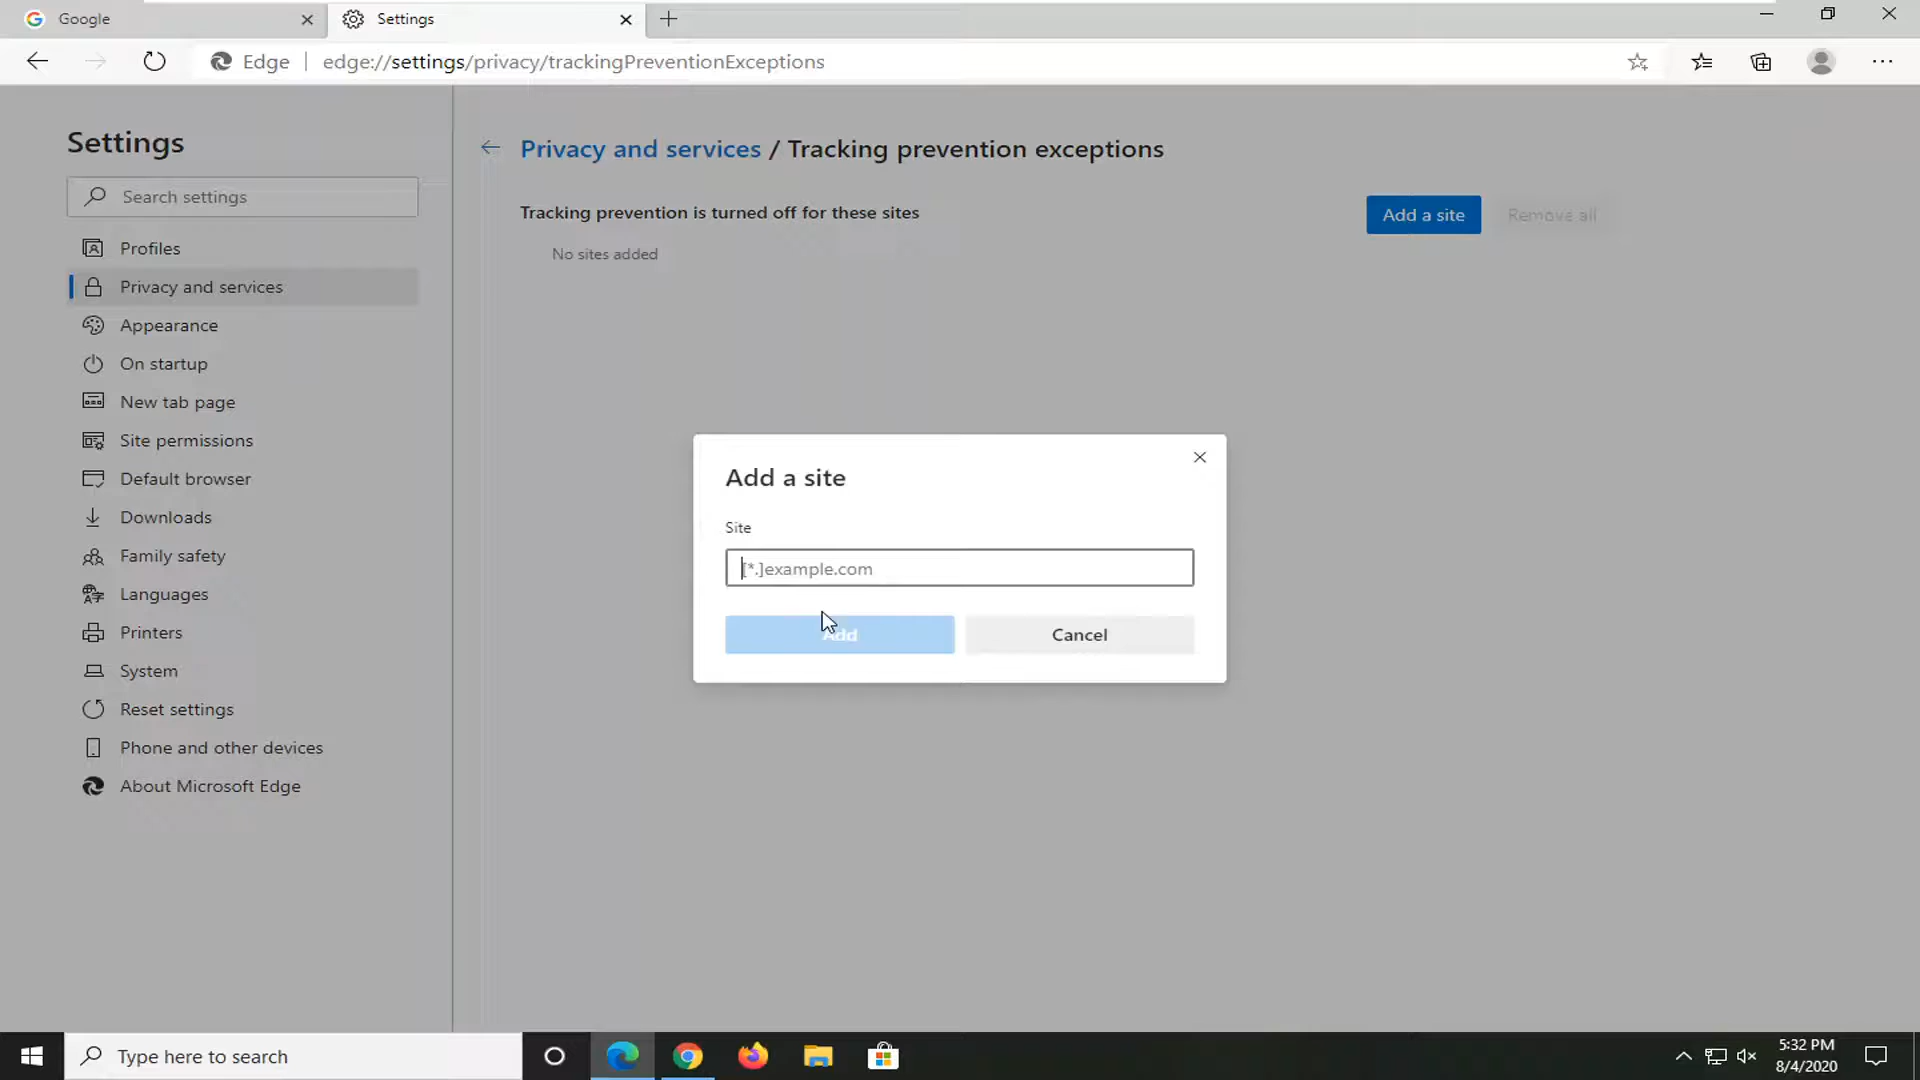 Google
Settings
Edge
edge://settings/privacy/trackingPreventionExceptions
Settings
Search settings
Profiles
Privacy and services
Appearance
On startup
New tab page
Site permissions
Default browser
Downloads
Family safety
Languages
Printers
System
Reset settings
Phone and other devices
About Microsoft Edge
Privacy and services / Tracking prevention exceptions
Tracking prevention is turned off for these sites
Add a site
Remove all
No sites added
Add a site
Site
[*.]example.com
Add
Cancel
Type here to search
5:32 PM
8/4/2020